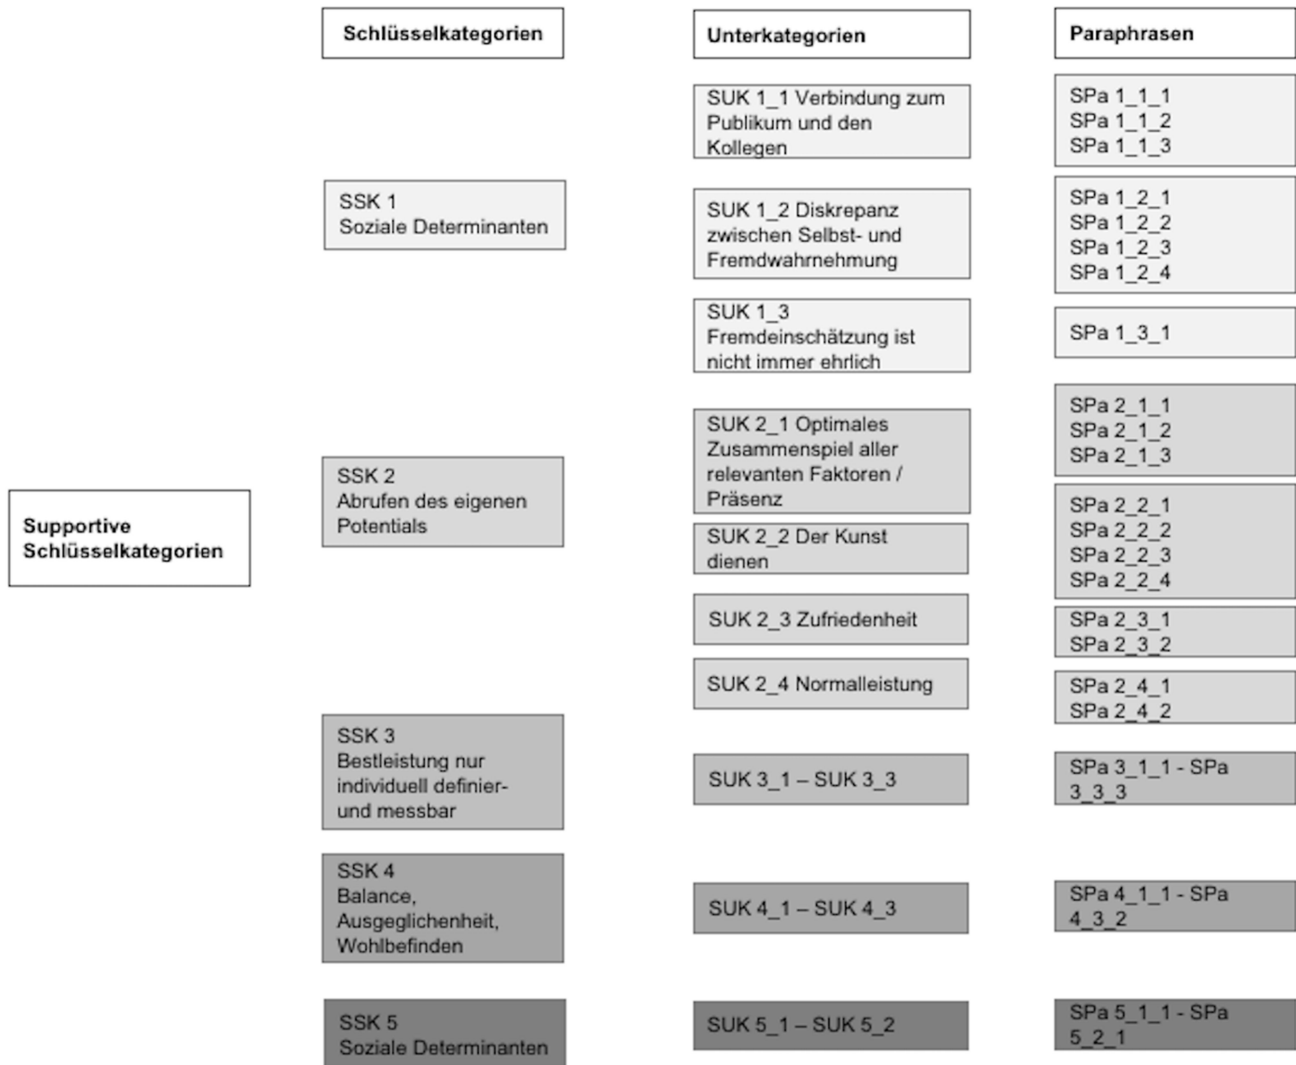 Schlüsselkategorien
Unterkategorien
Paraphrasen
Supportive
Schlüsselkategorien
SSK 1
Soziale Determinanten
SUK 1_1 Verbindung zum
Publikum und den
Kollegen
SPa 1_1_1
SPa 1_1_2
SPa 1_1_3
SUK 1_2 Diskrepanz
zwischen Selbst- und
Fremdwahrnehmung
SPa 1_2_1
SPa 1_2_2
SPa 1_2_3
SPa 1_2_4
SUK 1_3
Fremdeinschätzung ist
nicht immer ehrlich
SPa 1_3_1
SSK 2
Abrufen des eigenen
Potentials
SUK 2_1 Optimales
Zusammenspiel aller
relevanten Faktoren /
Präsenz
SPa 2_1_1
SPa 2_1_2
SPa 2_1_3
SUK 2_2 Der Kunst
dienen
SPa 2_2_1
SPa 2_2_2
SPa 2_2_3
SPa 2_2_4
SUK 2_3 Zufriedenheit
SPa 2_3_1
SPa 2_3_2
SUK 2_4 Normalleistung
SPa 2_4_1
SPa 2_4_2
SSK 3
Bestleistung nur
individuell definier-
und messbar
SUK 3_1 – SUK 3_3
SPa 3_1_1 - SPa
3_3_3
SSK 4
Balance,
Ausgeglichenheit,
Wohlbefinden
SUK 4_1 – SUK 4_3
SPa 4_1_1 - SPa
4_3_2
SSK 5
Soziale Determinanten
SUK 5_1 – SUK 5_2
SPa 5_1_1 - SPa
5_2_1